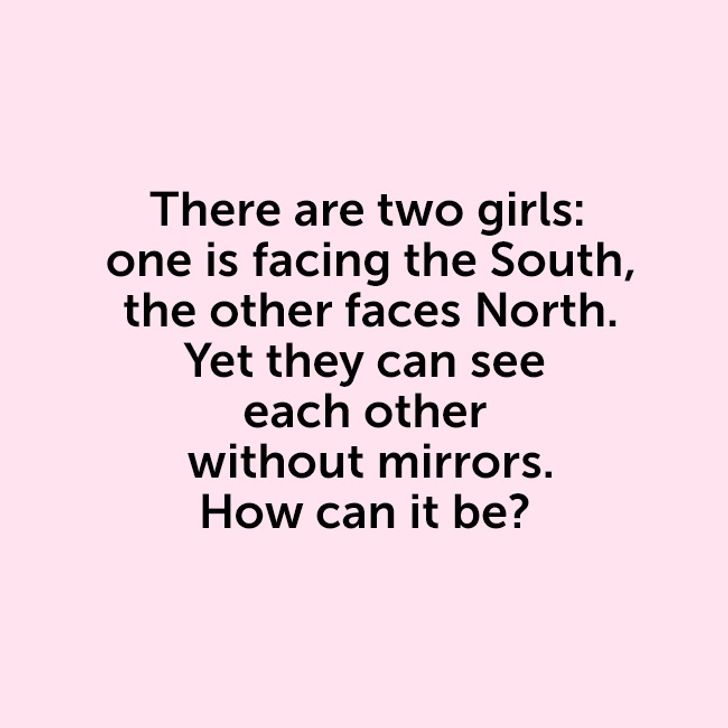 There are two girls:
one is facing the South,
the other faces North.
Yet they can see
each other
without mirrors.
How can it be?